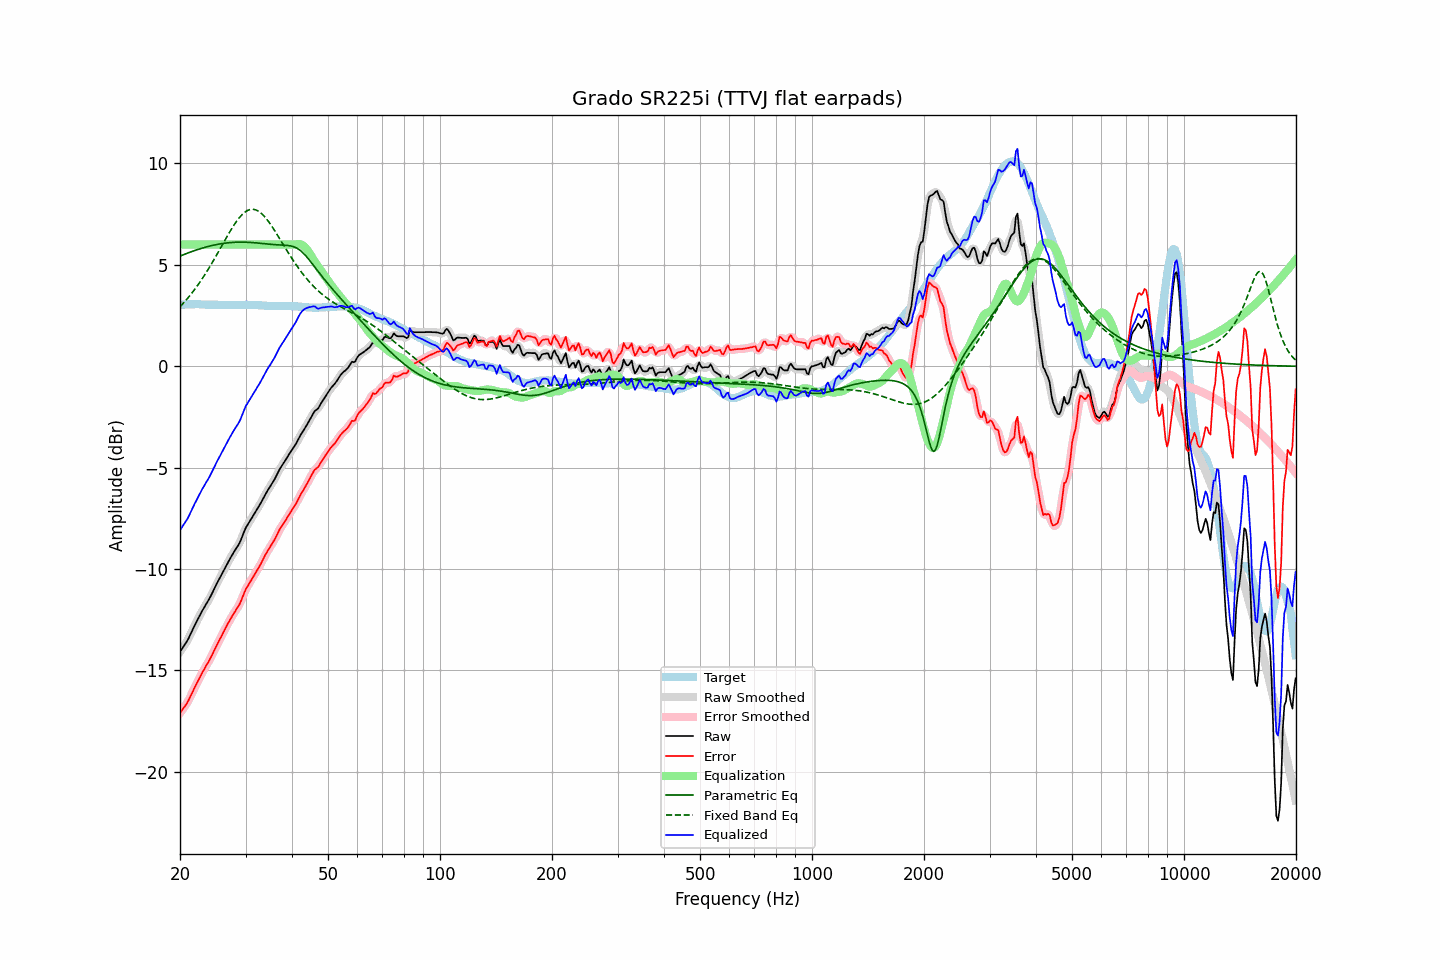 Grado SR225i (TTVJ flat earpads)
Amplitude (dBr)
10
5
0
−5
−10
−15
−20
Target
Raw Smoothed
Error Smoothed
Raw
Error
Equalization
Parametric Eq
Fixed Band Eq
Equalized
20 50 100 200 500 1000 2000 5000 10000 20000
Frequency (Hz)